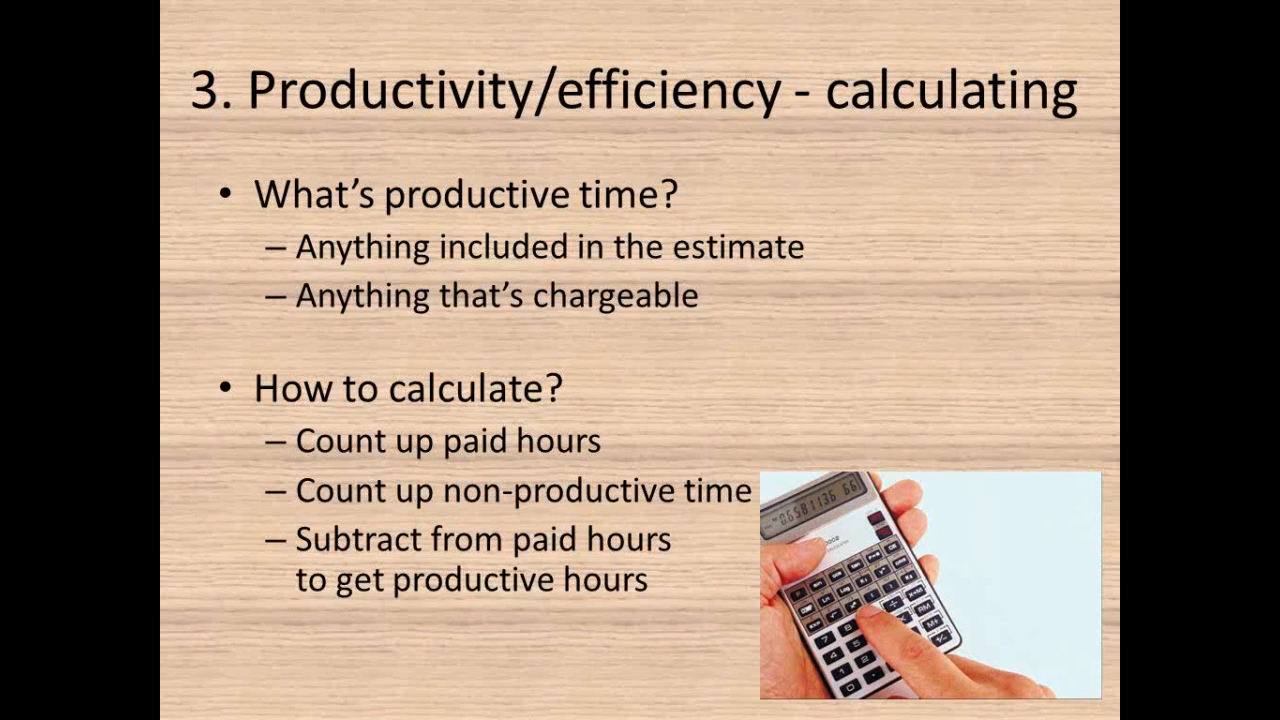 3. Productivity/efficiency - calculating
• What’s productive time?
– Anything included in the estimate
– Anything that’s chargeable
• How to calculate?
– Count up paid hours
– Count up non-productive time
– Subtract from paid hours
to get productive hours